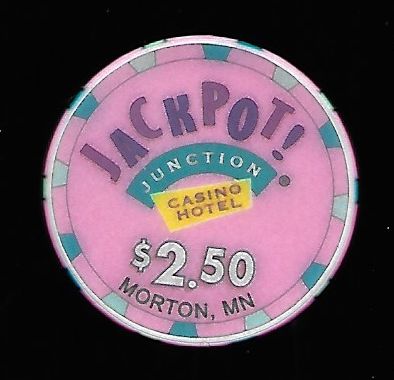 JACKPOT!
JUNCTION
CASINO
HOTEL
$2.50
MORTON, MN